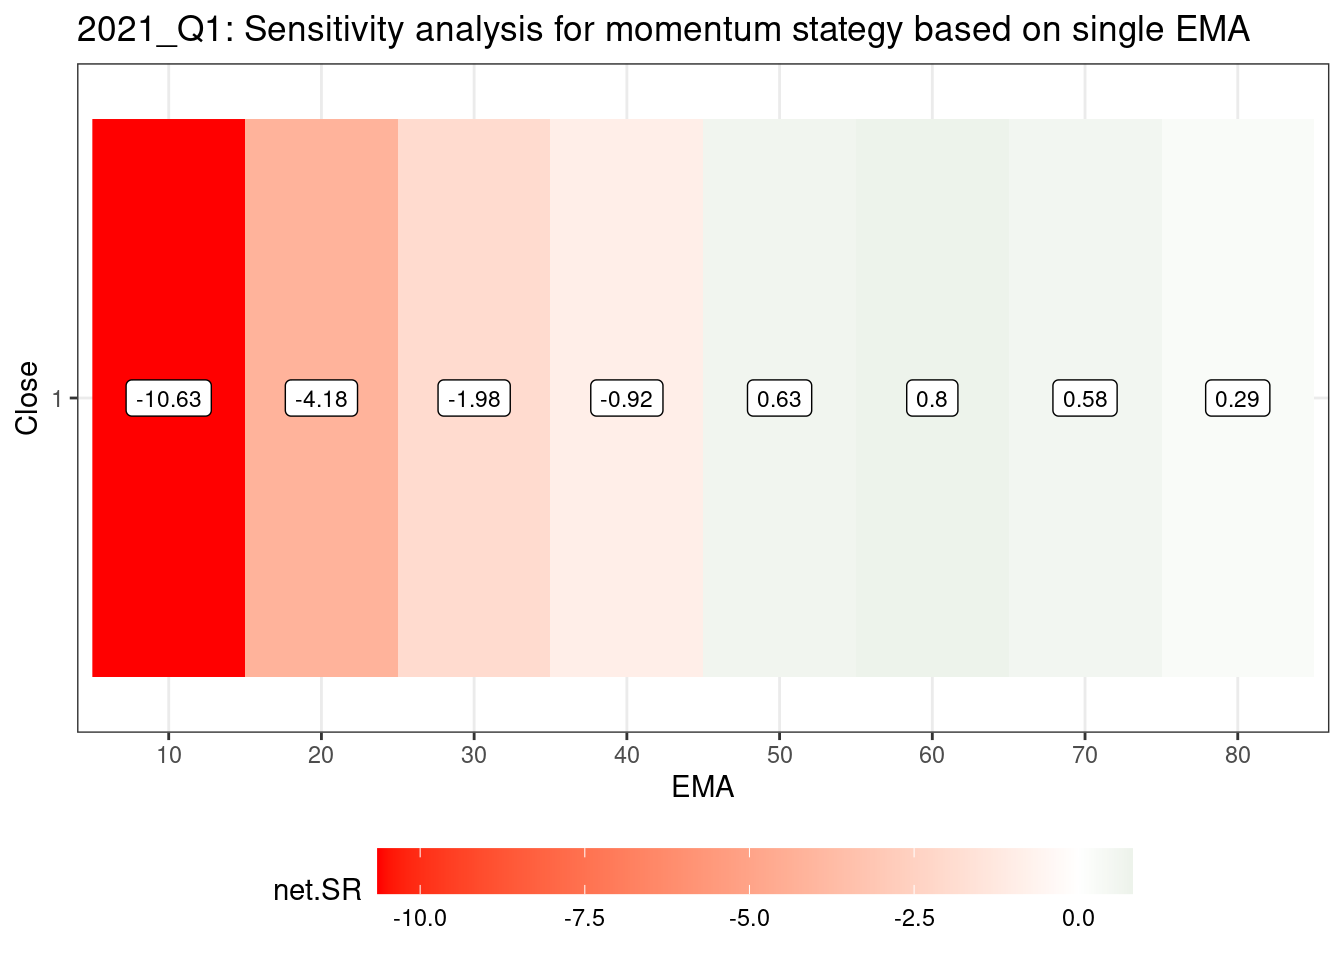 2021_Q1: Sensitivity analysis for momentum stategy based on single EMA
Close
1
-10.63 -4.18 -1.98 -0.92 0.63 0.8 0.58 0.29
10 20 30 40 50 60 70 80
EMA
net.SR
-10.0 -7.5 -5.0 -2.5 0.0